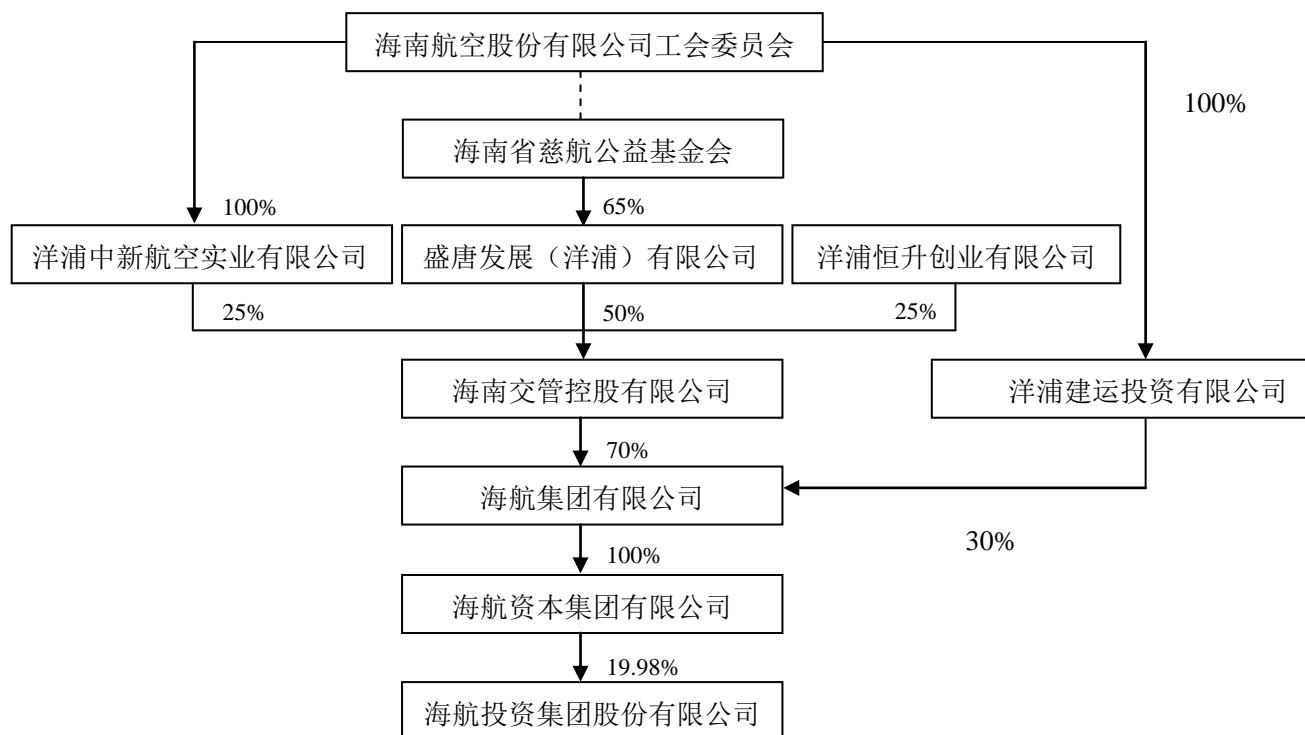 海南航空股份有限公司工会委员会
100%
海南省慈航公益基金会
100%
65%
洋浦中新航空实业有限公司
盛唐发展（洋浦）有限公司
洋浦恒升创业有限公司
25%
50%
25%
海南交管控股有限公司
洋浦建运投资有限公司
70%
海航集团有限公司
30%
100%
海航资本集团有限公司
19.98%
海航投资集团股份有限公司